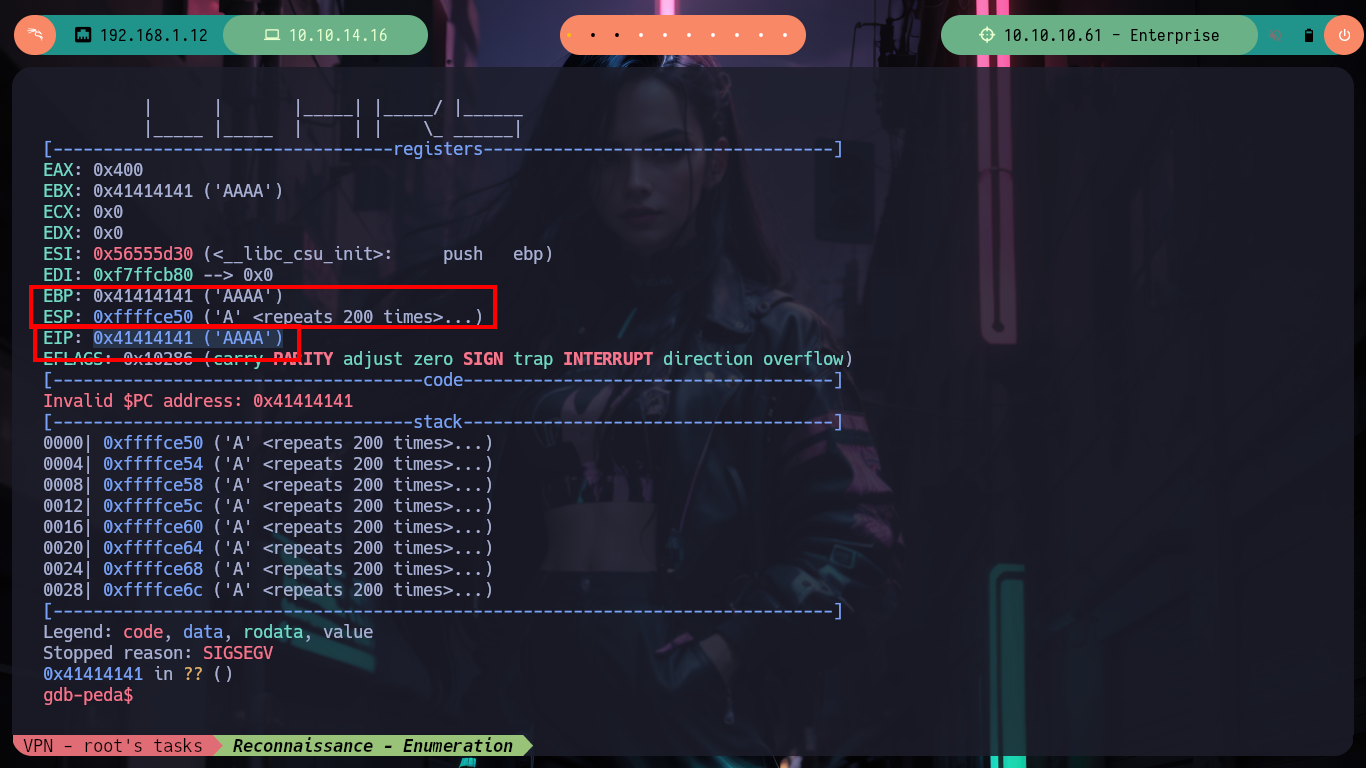 192.168.1.12 10.10.14.16 10.10.10.61 - Enterprise
|      |       |_____| |_____/ |______
|_____ |_____  |     | |    \_ ______|
[----------------------------------registers-----------------------------------]
EAX: 0x400
EBX: 0x41414141 ('AAAA')
ECX: 0x0
EDX: 0x0
ESI: 0x56555d30 (<__libc_csu_init>:     push   ebp)
EDI: 0xf7ffcb80 --> 0x0
EBP: 0x41414141 ('AAAA')
ESP: 0xffffce50 ('A' <repeats 200 times>...)
EIP: 0x41414141 ('AAAA')
EFLAGS: 0x10286 (carry PARITY adjust zero SIGN trap INTERRUPT direction overflow)
[-------------------------------------code-------------------------------------]
Invalid $PC address: 0x41414141
[------------------------------------stack-------------------------------------]
0000| 0xffffce50 ('A' <repeats 200 times>...)
0004| 0xffffce54 ('A' <repeats 200 times>...)
0008| 0xffffce58 ('A' <repeats 200 times>...)
0012| 0xffffce5c ('A' <repeats 200 times>...)
0016| 0xffffce60 ('A' <repeats 200 times>...)
0020| 0xffffce64 ('A' <repeats 200 times>...)
0024| 0xffffce68 ('A' <repeats 200 times>...)
0028| 0xffffce6c ('A' <repeats 200 times>...)
[------------------------------------------------------------------------------]
Legend: code, data, rodata, value
Stopped reason: SIGSEGV
0x41414141 in ?? ()
gdb-peda$
VPN - root's tasks Reconnaissance - Enumeration